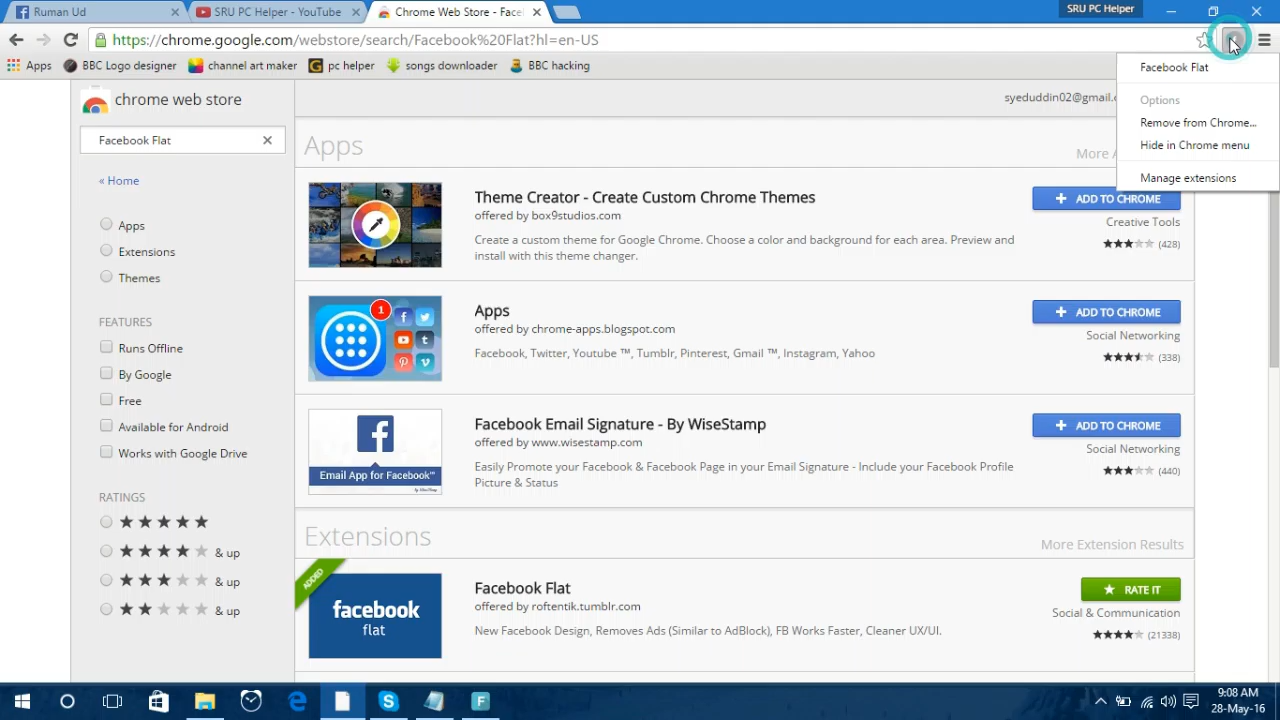 Ruman Ud
SRU PC Helper - YouTube
Chrome Web Store - Face
SRU PC Helper
https://chrome.google.com/webstore/search/Facebook%20Flat?hl=en-US
Apps
BBC Logo designer
channel art maker
pc helper
songs downloader
BBC hacking
Facebook Flat
Options
Remove from Chrome...
Hide in Chrome menu
Manage extensions
chrome web store
syeduddin02@gmail.c
Facebook Flat
« Home
Apps
Extensions
Themes
FEATURES
Runs Offline
By Google
Free
Available for Android
Works with Google Drive
RATINGS
& up
& up
& up
Apps
More A
Theme Creator - Create Custom Chrome Themes
offered by box9studios.com
Create a custom theme for Google Chrome. Choose a color and background for each area. Preview and
install with this theme changer.
ADD TO CHROME
Creative Tools
(428)
1
Apps
offered by chrome-apps.blogspot.com
Facebook, Twitter, Youtube ™, Tumblr, Pinterest, Gmail ™, Instagram, Yahoo
ADD TO CHROME
Social Networking
(338)
Email App for Facebook™
Facebook Email Signature - By WiseStamp
offered by www.wisestamp.com
Easily Promote your Facebook & Facebook Page in your Email Signature - Include your Facebook Profile
Picture & Status
ADD TO CHROME
Social Networking
(440)
Extensions
More Extension Results
ADDED
facebook
flat
Facebook Flat
offered by roftentik.tumblr.com
New Facebook Design, Removes Ads (Similar to AdBlock), FB Works Faster, Cleaner UX/UI.
RATE IT
Social & Communication
(21338)
9:08 AM
28-May-16